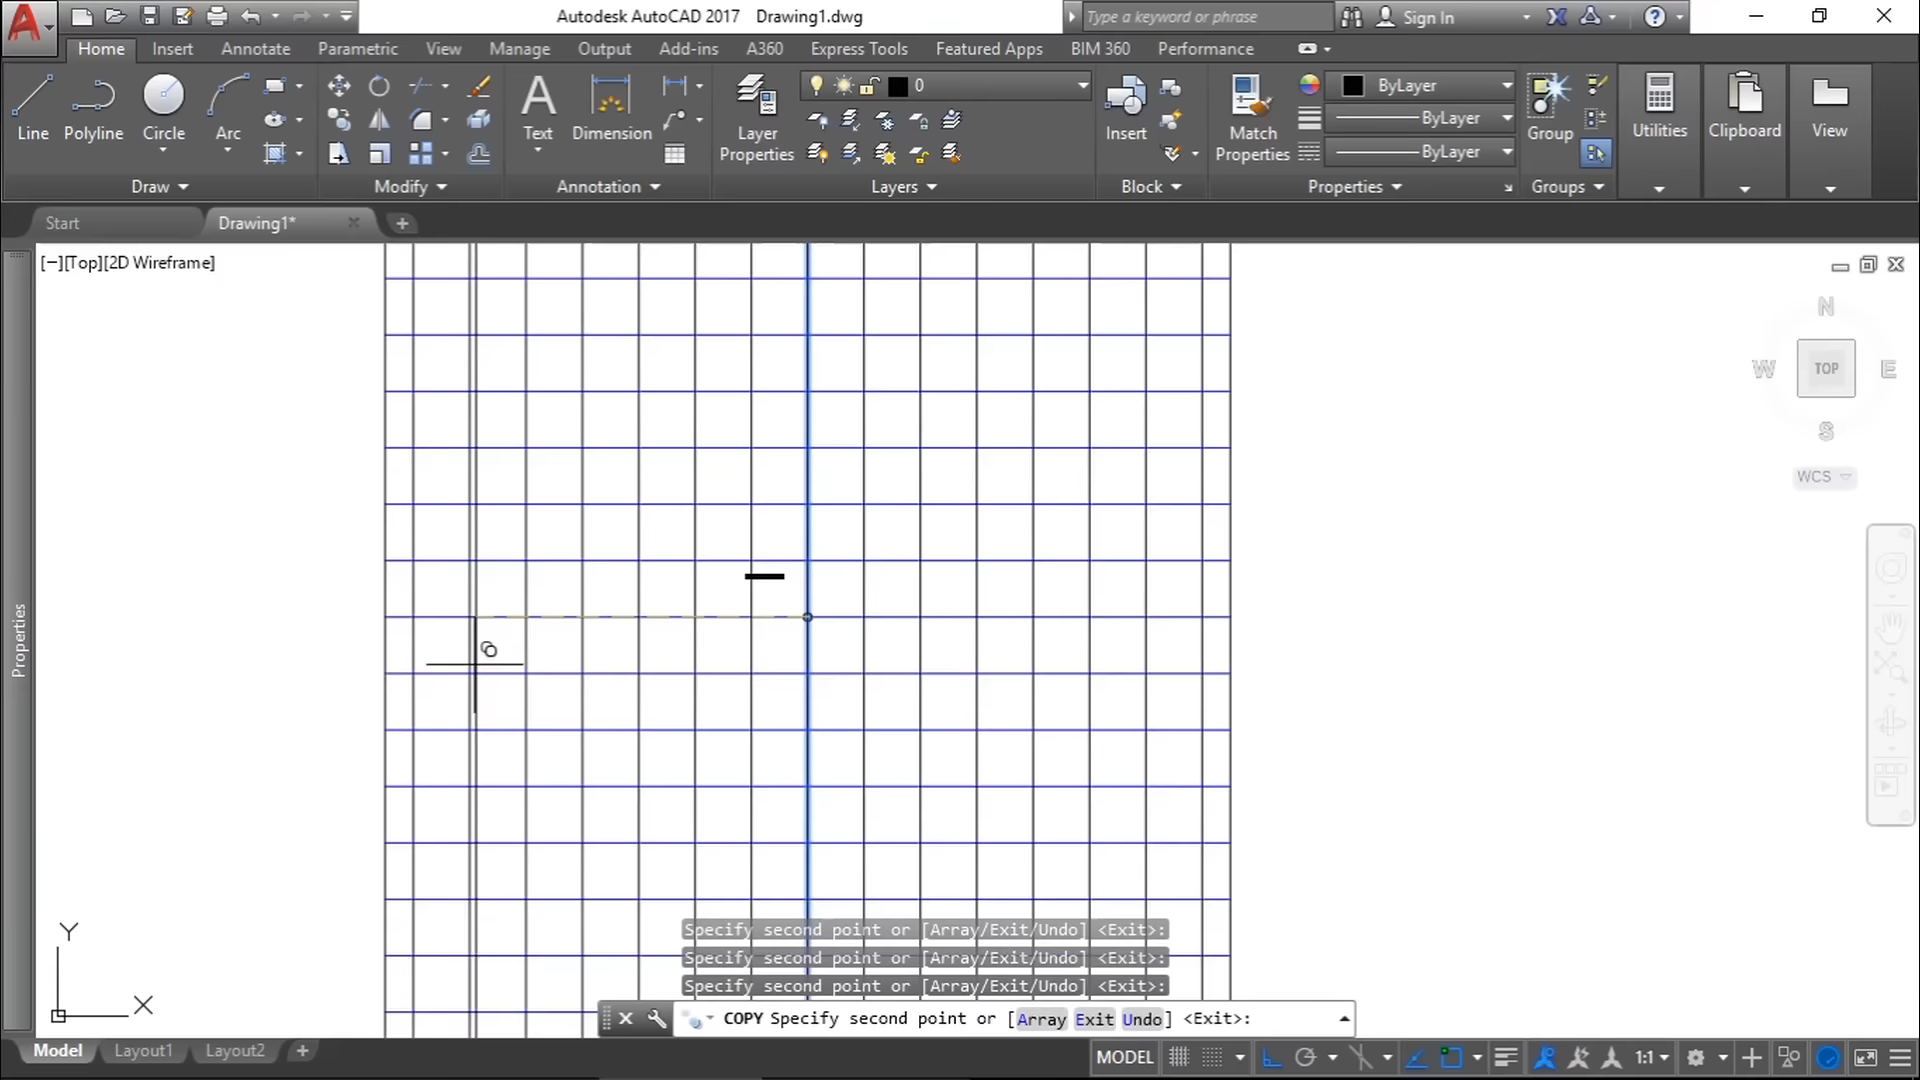 Autodesk AutoCAD 2017 Drawing1.dwg
Type a keyword or phrase
Sign In
Home Insert Annotate Parametric View Manage Output Add-ins A360 Express Tools Featured Apps BIM 360 Performance
0
ByLayer
ByLayer
ByLayer
Line Polyline Circle Arc
Text Dimension
Layer Properties
Insert
Match Properties
Group
Utilities
Clipboard
View
Draw Modify Annotation Layers Block Properties Groups
Start Drawing1*
[−][Top][2D Wireframe]
N
W TOP E
S
WCS
Properties
Specify second point or [Array/Exit/Undo] <Exit>:
Specify second point or [Array/Exit/Undo] <Exit>:
Specify second point or [Array/Exit/Undo] <Exit>:
COPY Specify second point or [Array Exit Undo] <Exit>:
Y
X
Model Layout1 Layout2
MODEL 1:1